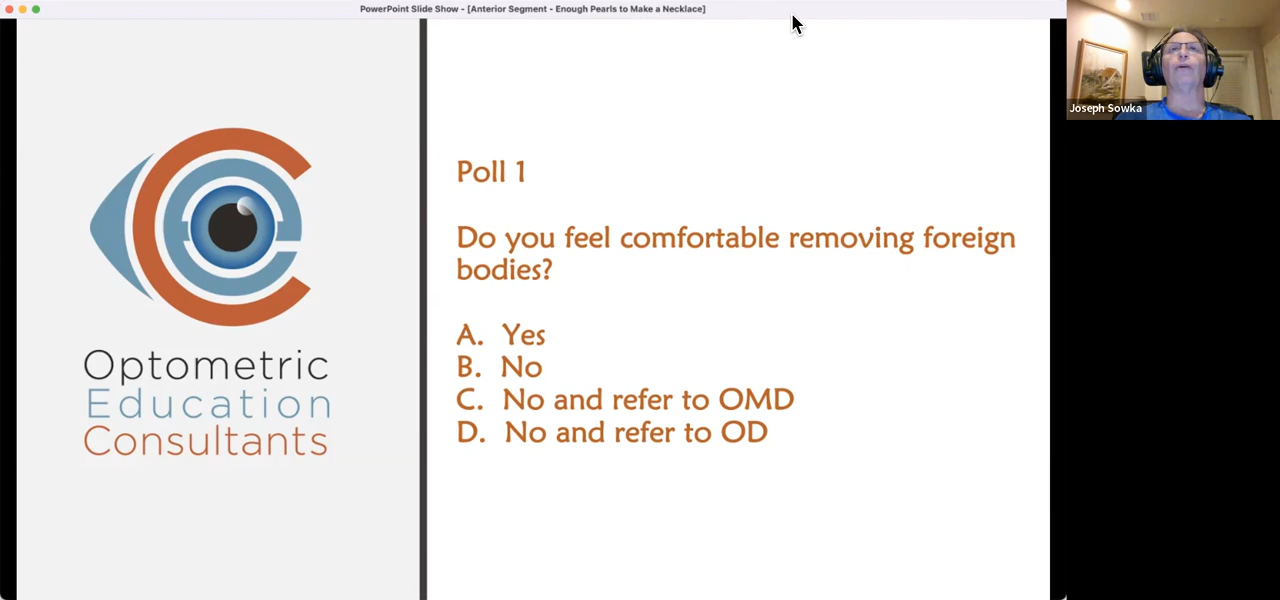 PowerPoint Slide Show - [Anterior Segment - Enough Pearls to Make a Necklace]
Joseph Sowka
Poll 1
Do you feel comfortable removing foreign
bodies?
A. Yes
B. No
C. No and refer to OMD
D. No and refer to OD
Optometric
Education
Consultants